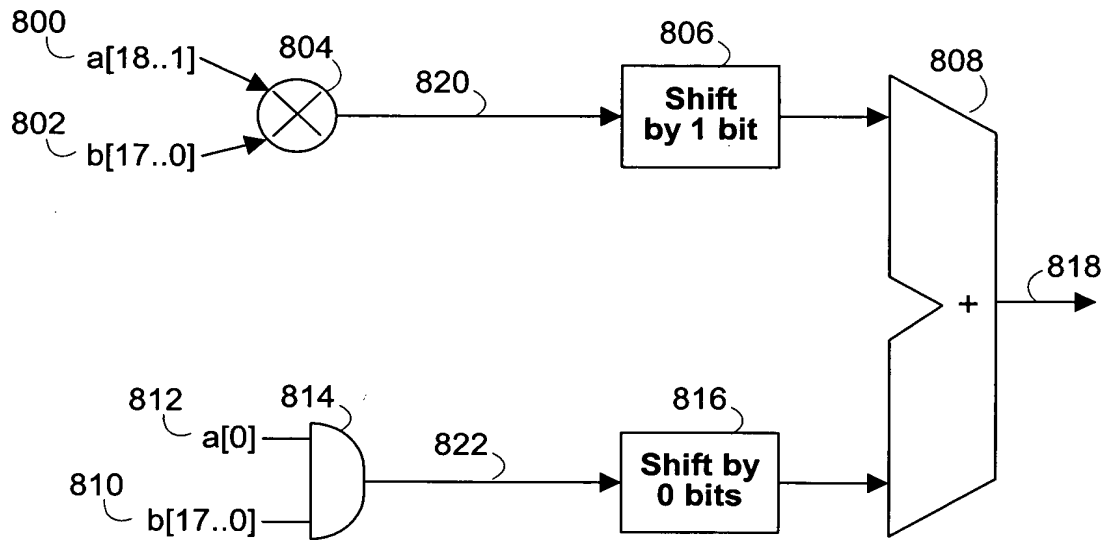 800
a[18..1]
804
802
b[17..0]
820
806
Shift
by 1 bit
808
+
818
812
a[0]
814
810
b[17..0]
822
816
Shift by
0 bits